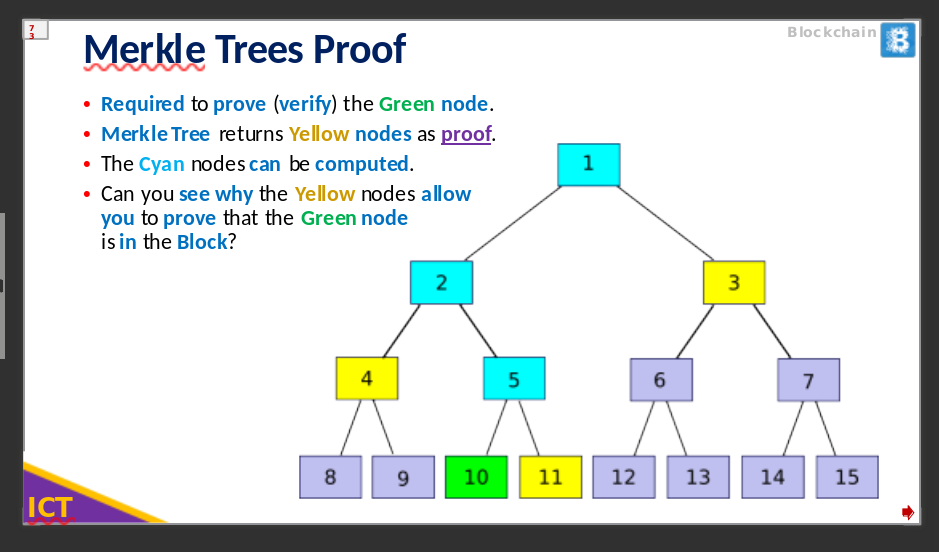 73
Blockchain
Merkle Trees Proof
• Required to prove (verify) the Green node.
• Merkle Tree returns Yellow nodes as proof.
• The Cyan nodes can be computed.
• Can you see why the Yellow nodes allow
you to prove that the Green node
is in the Block?
1
2 3
4 5 6 7
8 9 10 11 12 13 14 15
ICT